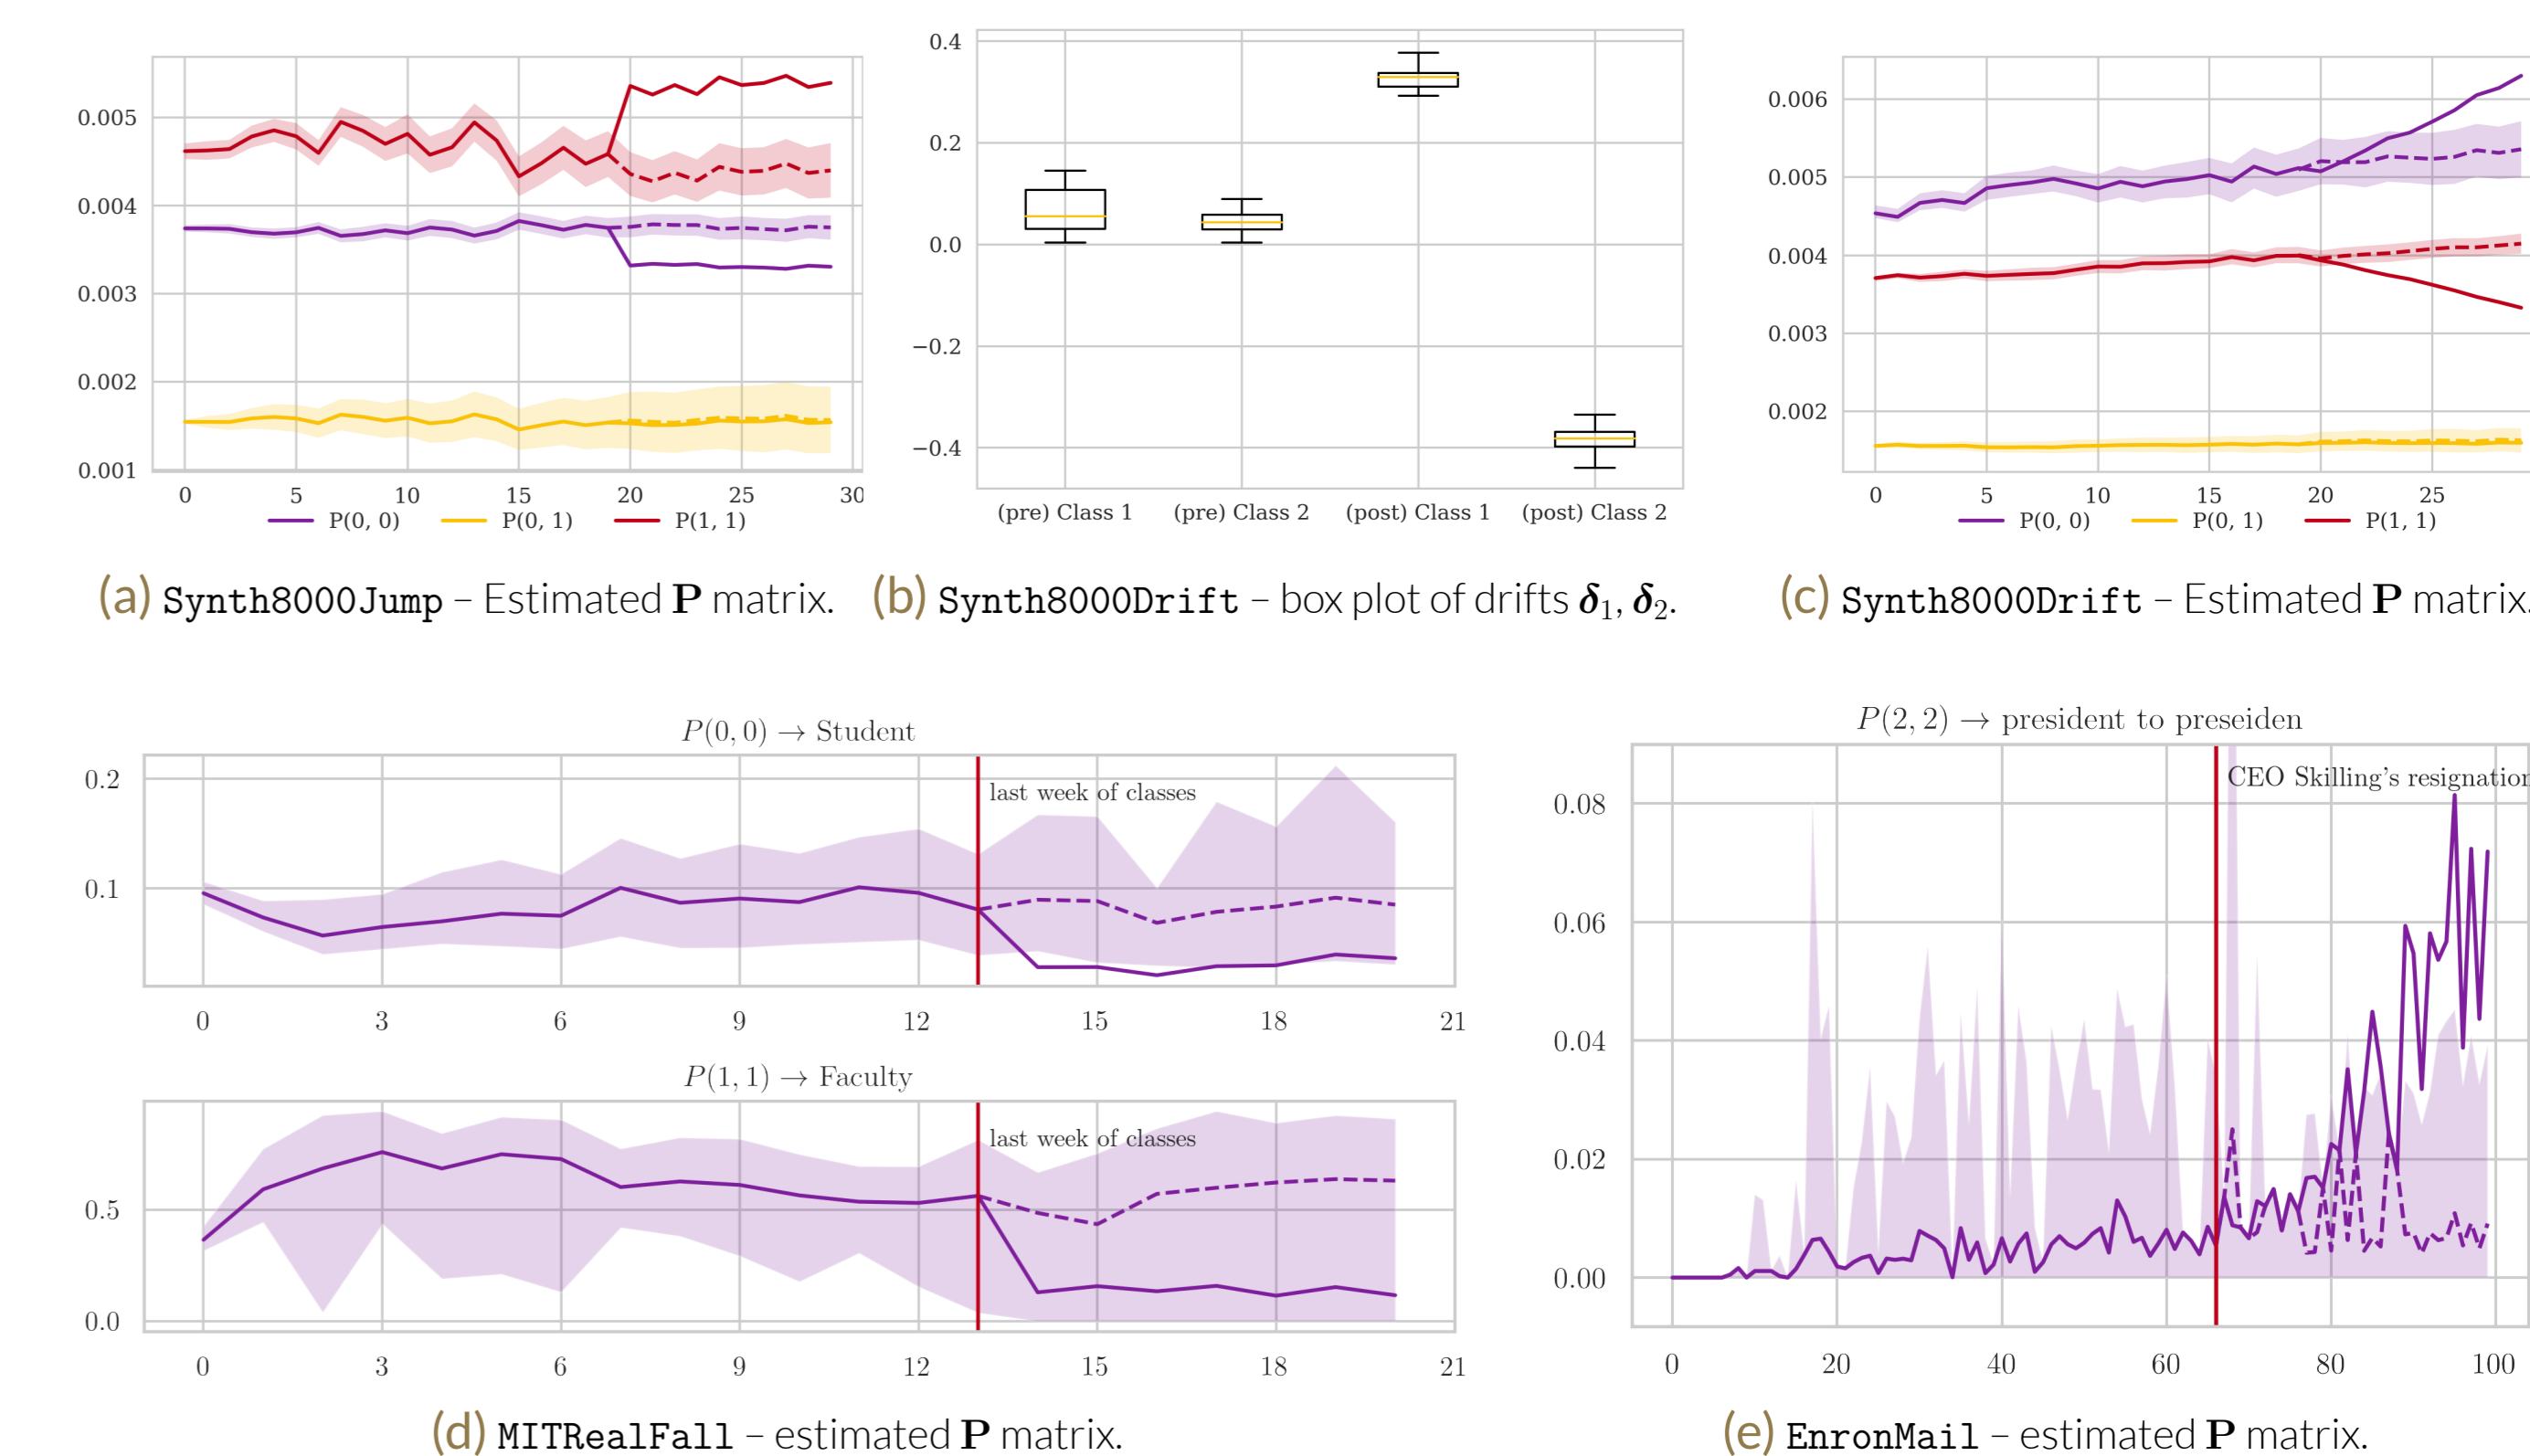 0.005
0.004
0.003
0.002
0.001
0 5 10 15 20 25 30
P(0, 0) P(0, 1) P(1, 1)
(a) Synth8000Jump – Estimated P matrix.
0.4
0.2
0.0
−0.2
−0.4
(pre) Class 1 (pre) Class 2 (post) Class 1 (post) Class 2
(b) Synth8000Drift – box plot of drifts δ₁, δ₂.
0.006
0.005
0.004
0.003
0.002
0 5 10 15 20 25
P(0, 0) P(0, 1) P(1, 1)
(c) Synth8000Drift – Estimated P matrix.
P(0, 0) → Student
0.2
0.1
last week of classes
0 3 6 9 12 15 18 21
P(1, 1) → Faculty
0.5
0.0
last week of classes
0 3 6 9 12 15 18 21
(d) MITRealFall – estimated P matrix.
P(2, 2) → president to preseiden
CEO Skilling's resignation
0.08
0.06
0.04
0.02
0.00
0 20 40 60 80 100
(e) EnronMail – estimated P matrix.